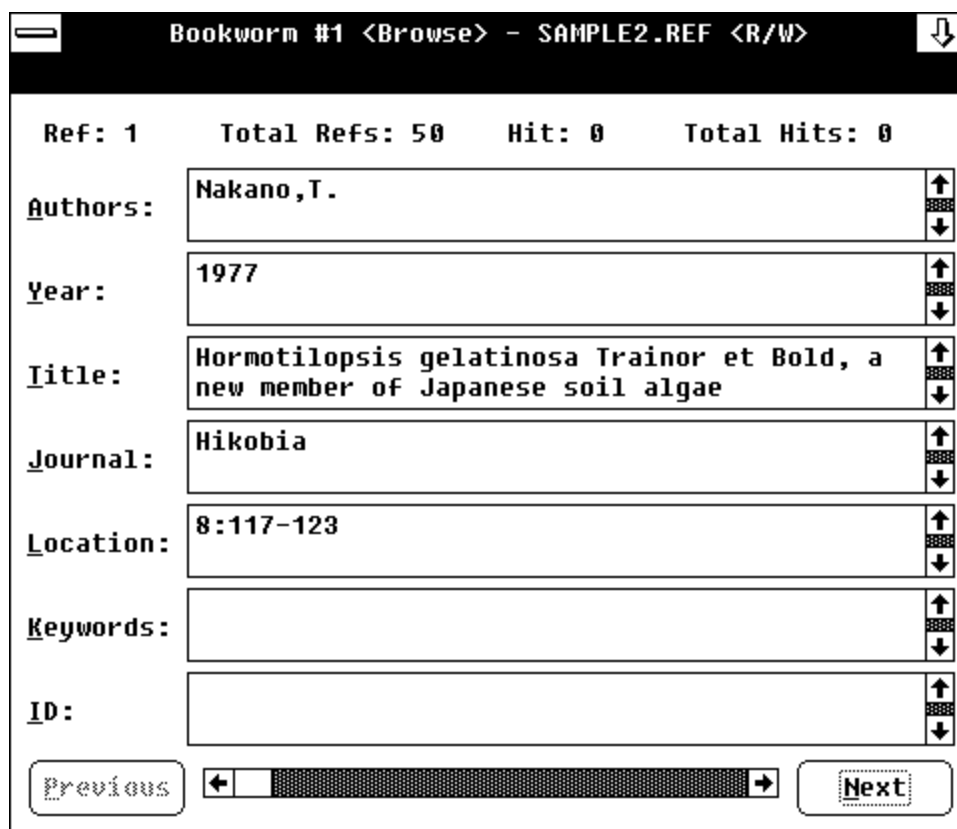 Bookworm #1 <Browse> - SAMPLE2.REF <R/W>
Ref: 1 Total Refs: 50 Hit: 0 Total Hits: 0
Authors: Nakano,T.
Year: 1977
Title: Hormotilopsis gelatinosa Trainor et Bold, a
new member of Japanese soil algae
Journal: Hikobia
Location: 8:117-123
Keywords:
ID:
Previous Next